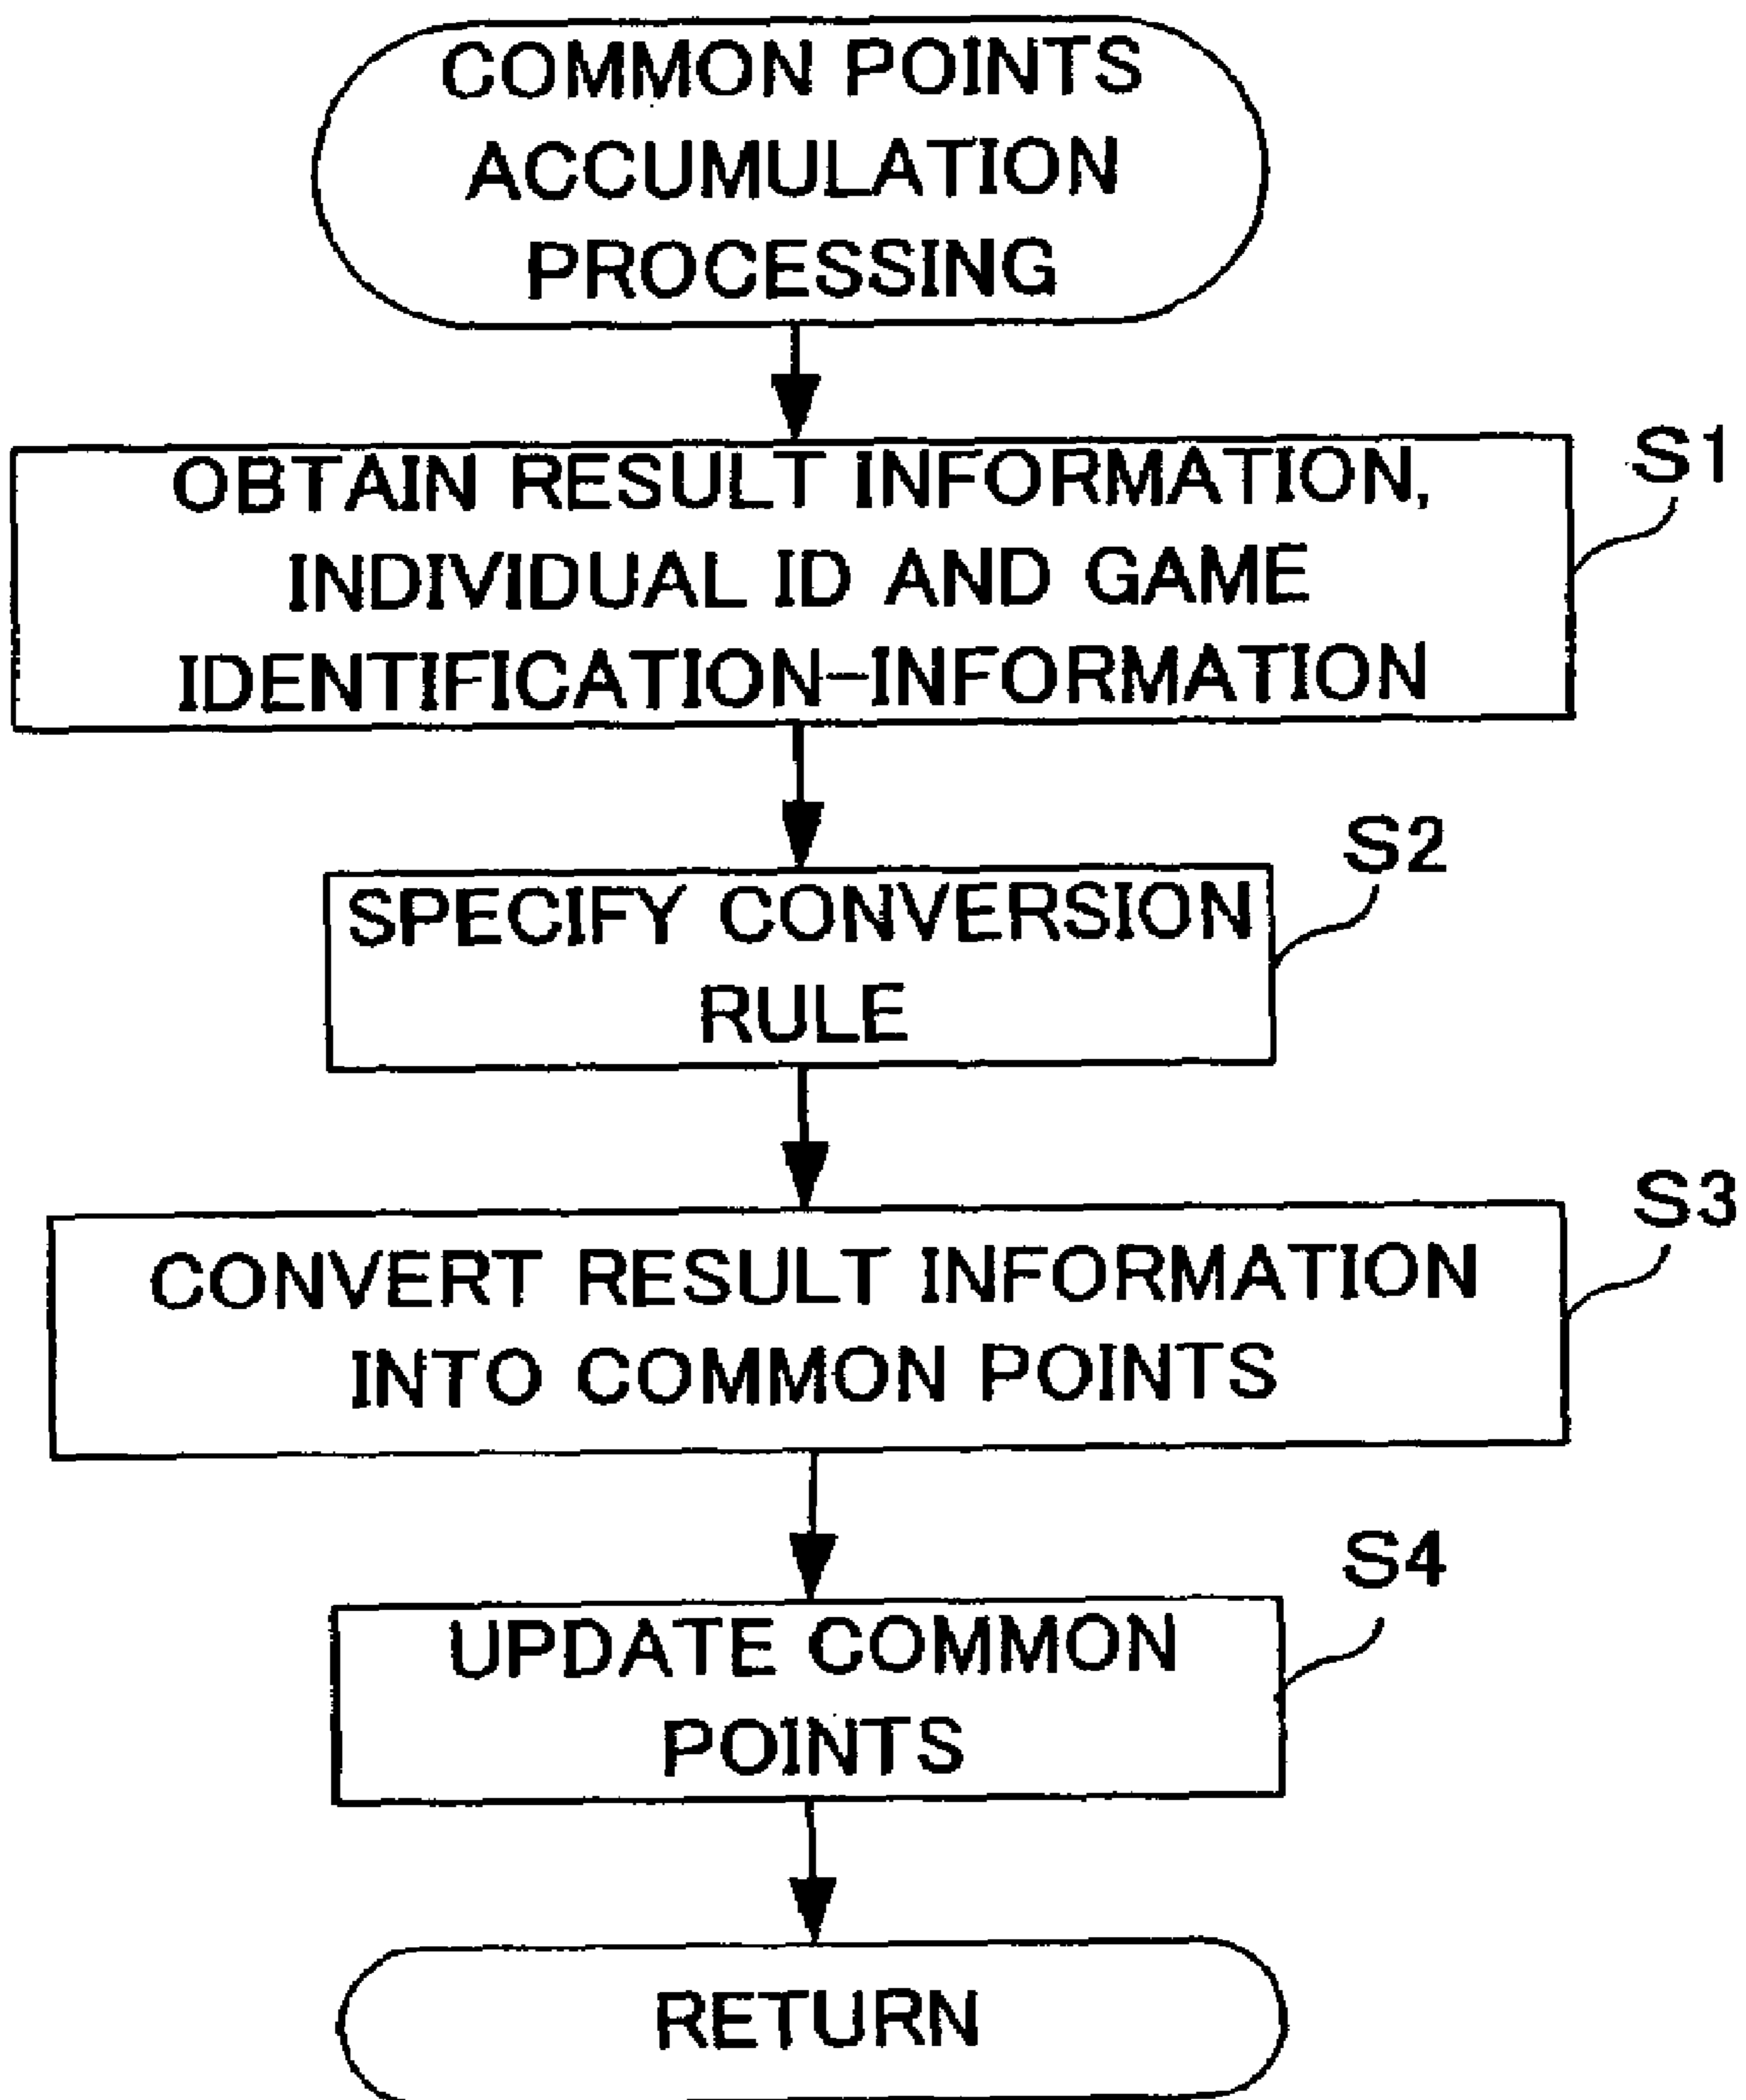 COMMON POINTS
ACCUMULATION
PROCESSING
S1
OBTAIN RESULT INFORMATION,
INDIVIDUAL ID AND GAME
IDENTIFICATION-INFORMATION
S2
SPECIFY CONVERSION
RULE
S3
CONVERT RESULT INFORMATION
INTO COMMON POINTS
S4
UPDATE COMMON
POINTS
RETURN